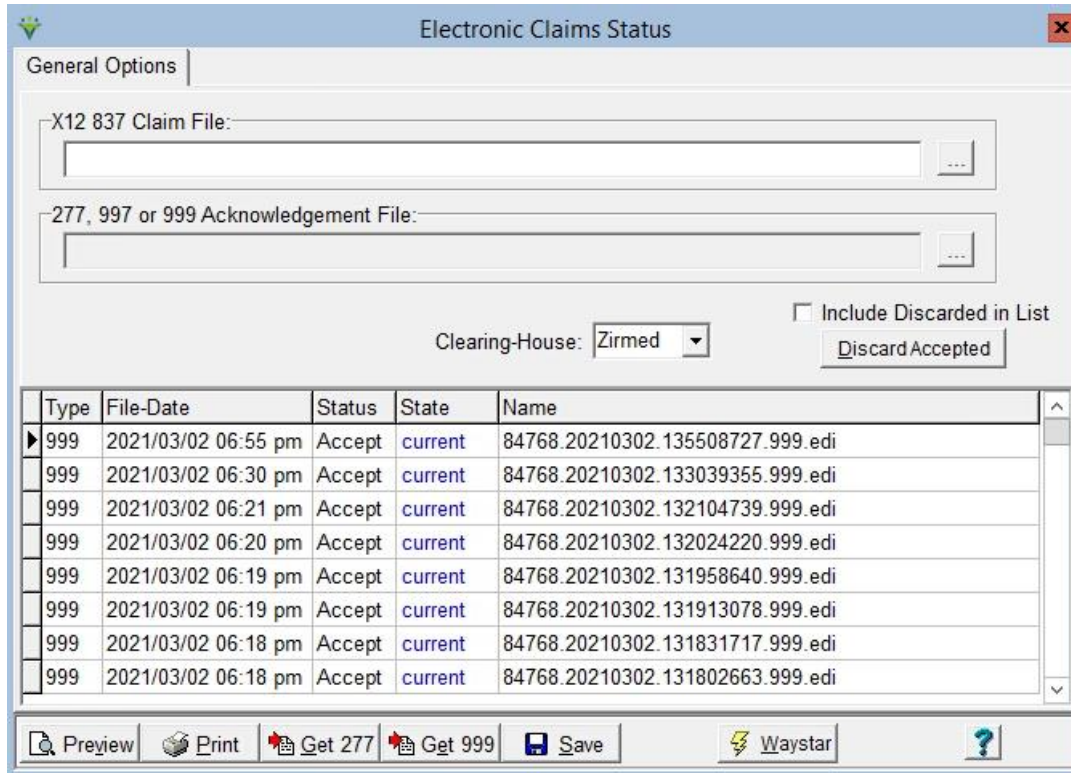 Electronic Claims Status
General Options
X12 837 Claim File:
...
277, 997 or 999 Acknowledgement File:
...
Include Discarded in List
Clearing-House: Zirmed
Discard Accepted
Type File-Date Status State Name
999 2021/03/02 06:55 pm Accept current 84768.20210302.135508727.999.edi
999 2021/03/02 06:30 pm Accept current 84768.20210302.133039355.999.edi
999 2021/03/02 06:21 pm Accept current 84768.20210302.132104739.999.edi
999 2021/03/02 06:20 pm Accept current 84768.20210302.132024220.999.edi
999 2021/03/02 06:19 pm Accept current 84768.20210302.131958640.999.edi
999 2021/03/02 06:19 pm Accept current 84768.20210302.131913078.999.edi
999 2021/03/02 06:18 pm Accept current 84768.20210302.131831717.999.edi
999 2021/03/02 06:18 pm Accept current 84768.20210302.131802663.999.edi
Preview Print Get 277 Get 999 Save Waystar ?